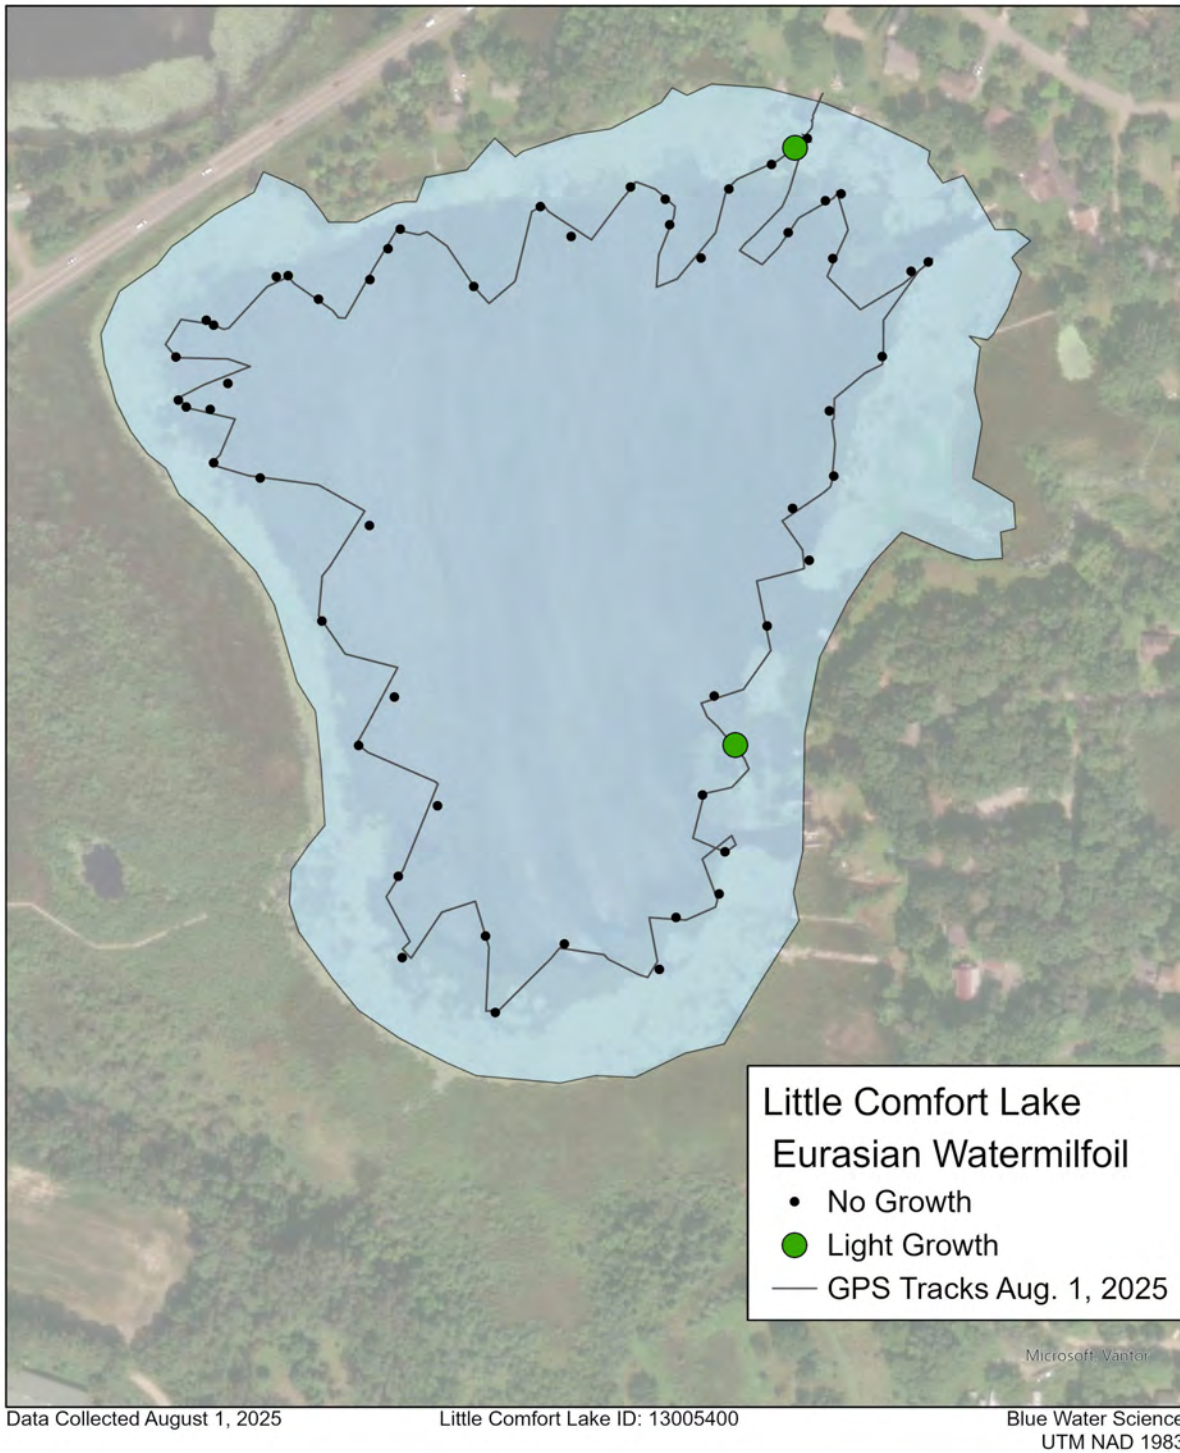 Little Comfort Lake
Eurasian Watermilfoil
No Growth
Light Growth
GPS Tracks Aug. 1, 2025
Microsoft, Vantor
Data Collected August 1, 2025
Little Comfort Lake ID: 13005400
Blue Water Science
UTM NAD 1983